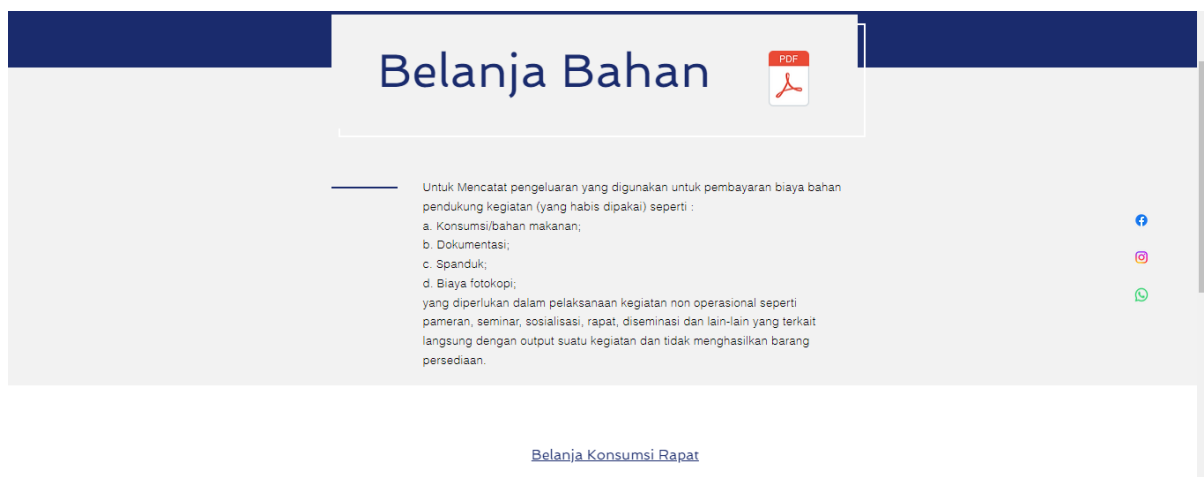 Belanja Bahan
PDF
Untuk Mencatat pengeluaran yang digunakan untuk pembayaran biaya bahan
pendukung kegiatan (yang habis dipakai) seperti :
a. Konsumsi/bahan makanan;
b. Dokumentasi;
c. Spanduk;
d. Biaya fotokopi;
yang diperlukan dalam pelaksanaan kegiatan non operasional seperti
pameran, seminar, sosialisasi, rapat, diseminasi dan lain-lain yang terkait
langsung dengan output suatu kegiatan dan tidak menghasilkan barang
persediaan.
Belanja Konsumsi Rapat